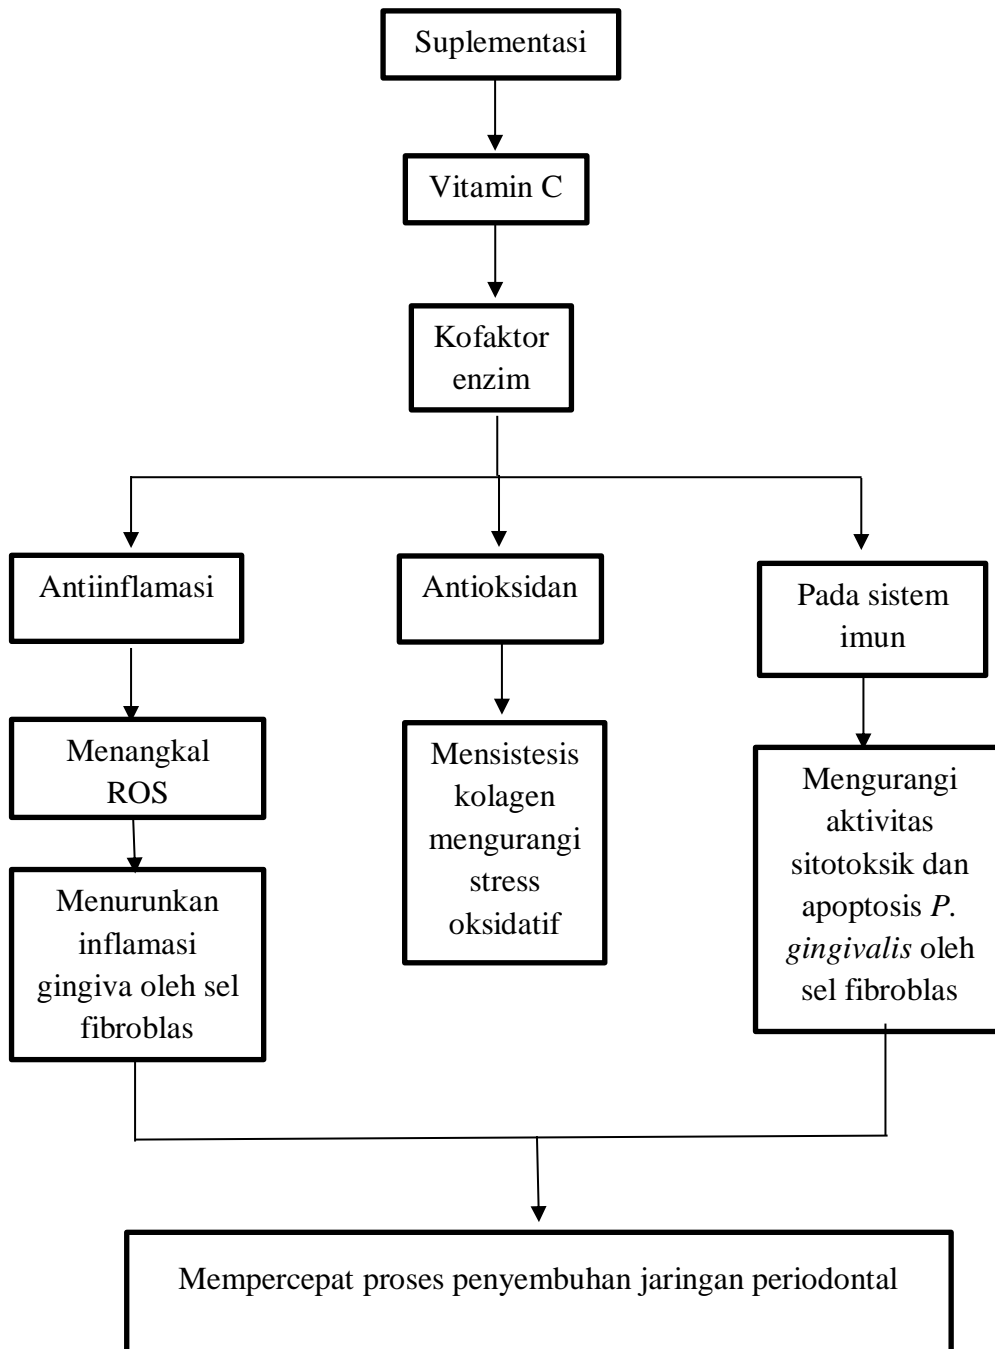 Suplementasi
Vitamin C
Kofaktor
enzim
Antiinflamasi
Antioksidan
Pada sistem
imun
Menangkal
ROS
Mensistesis
kolagen
mengurangi
stress
oksidatif
Mengurangi
aktivitas
sitotoksik dan
apoptosis P.
gingivalis oleh
sel fibroblas
Menurunkan
inflamasi
gingiva oleh sel
fibroblas
Mempercepat proses penyembuhan jaringan periodontal